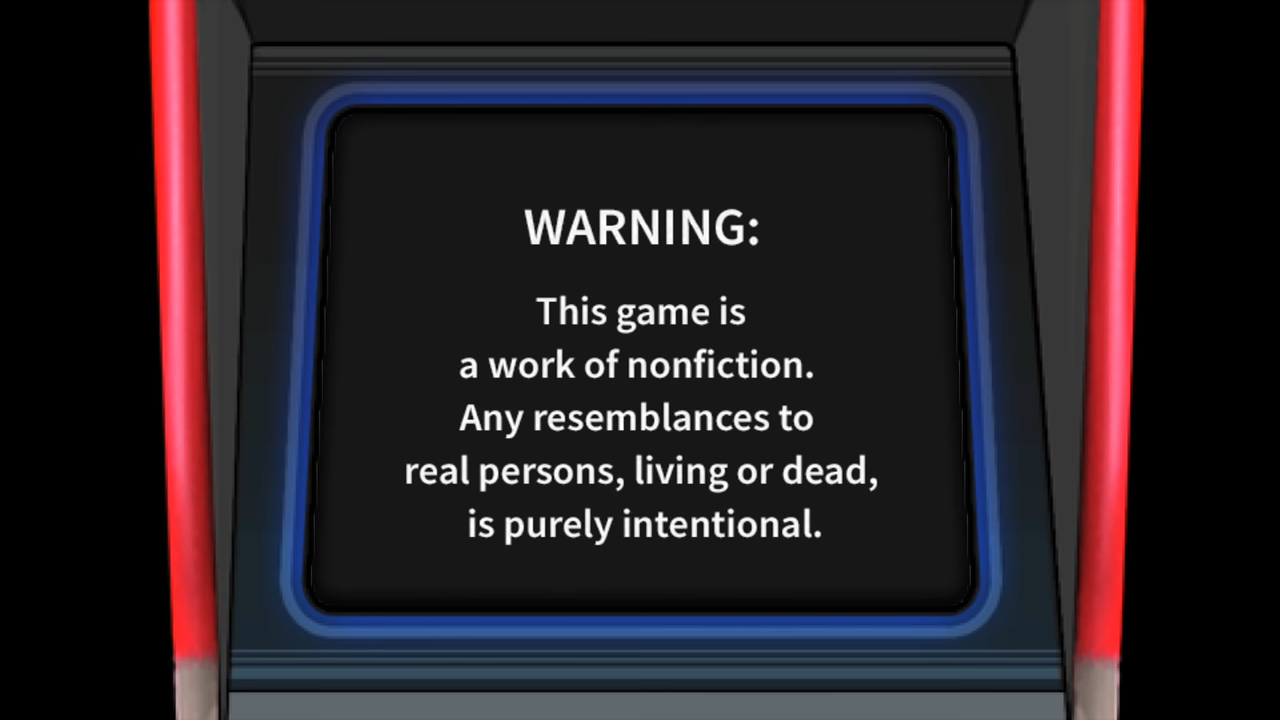 WARNING:
This game is
a work of nonfiction.
Any resemblances to
real persons, living or dead,
is purely intentional.